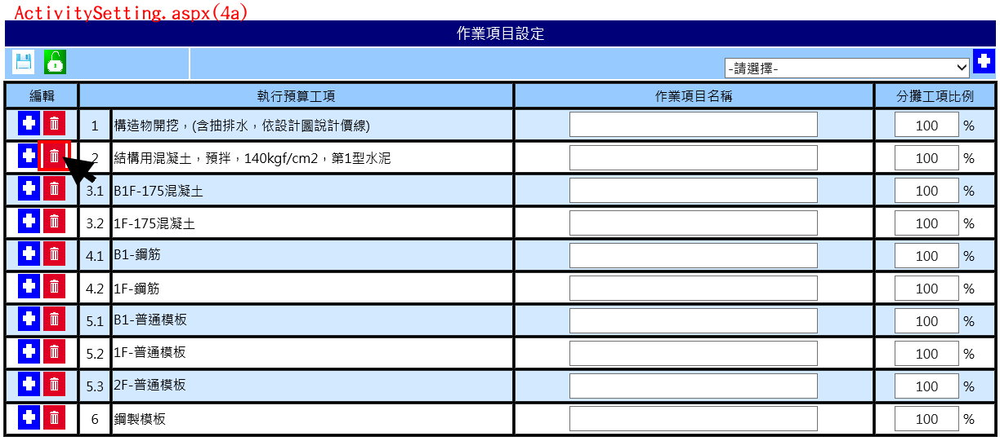 ActivitySetting.aspx(4a)
作業項目設定
-請選擇-
編輯 執行預算工項 作業項目名稱 分攤工項比例
1 構造物開挖，(含抽排水，依設計圖說計價線) 100 %
2 結構用混凝土，預拌，140kgf/cm2，第1型水泥 100 %
3.1 B1F-175混凝土 100 %
3.2 1F-175混凝土 100 %
4.1 B1-鋼筋 100 %
4.2 1F-鋼筋 100 %
5.1 B1-普通模板 100 %
5.2 1F-普通模板 100 %
5.3 2F-普通模板 100 %
6 鋼製模板 100 %